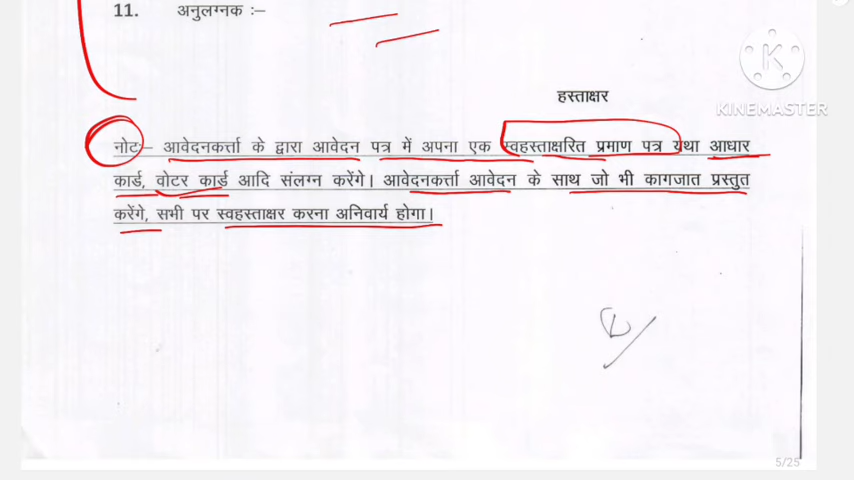 11. अनुलग्नक :–
हस्ताक्षर
KINEMASTER
नोट:– आवेदनकर्त्ता के द्वारा आवेदन पत्र में अपना एक स्वहस्ताक्षरित प्रमाण पत्र यथा आधार
कार्ड, वोटर कार्ड आदि संलग्न करेंगे। आवेदनकर्त्ता आवेदन के साथ जो भी कागजात प्रस्तुत
करेंगे, सभी पर स्वहस्ताक्षर करना अनिवार्य होगा।
5/25